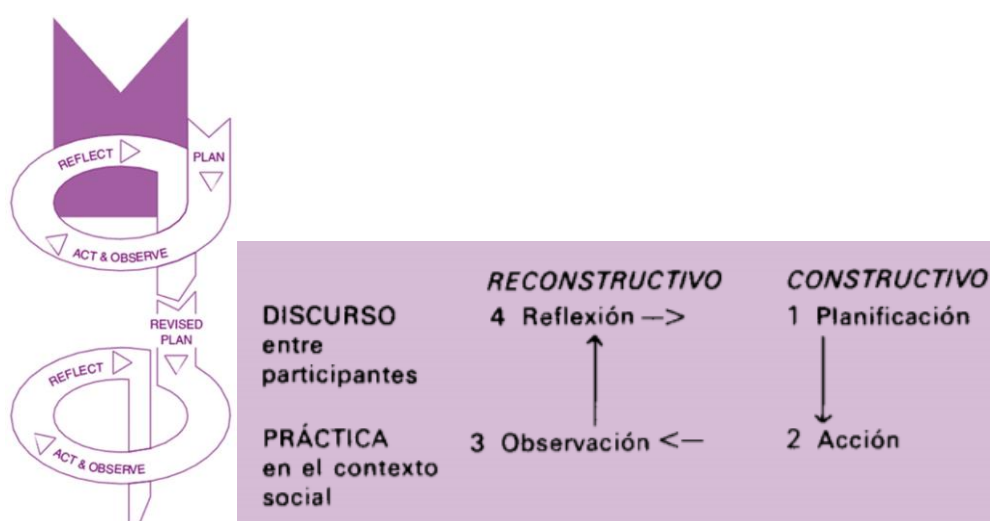 REFLECT
PLAN
ACT & OBSERVE
REVISED
PLAN
REFLECT
ACT & OBSERVE
RECONSTRUCTIVO CONSTRUCTIVO
DISCURSO 4 Reflexión —> 1 Planificación
entre
participantes
PRÁCTICA 3 Observación <— 2 Acción
en el contexto
social